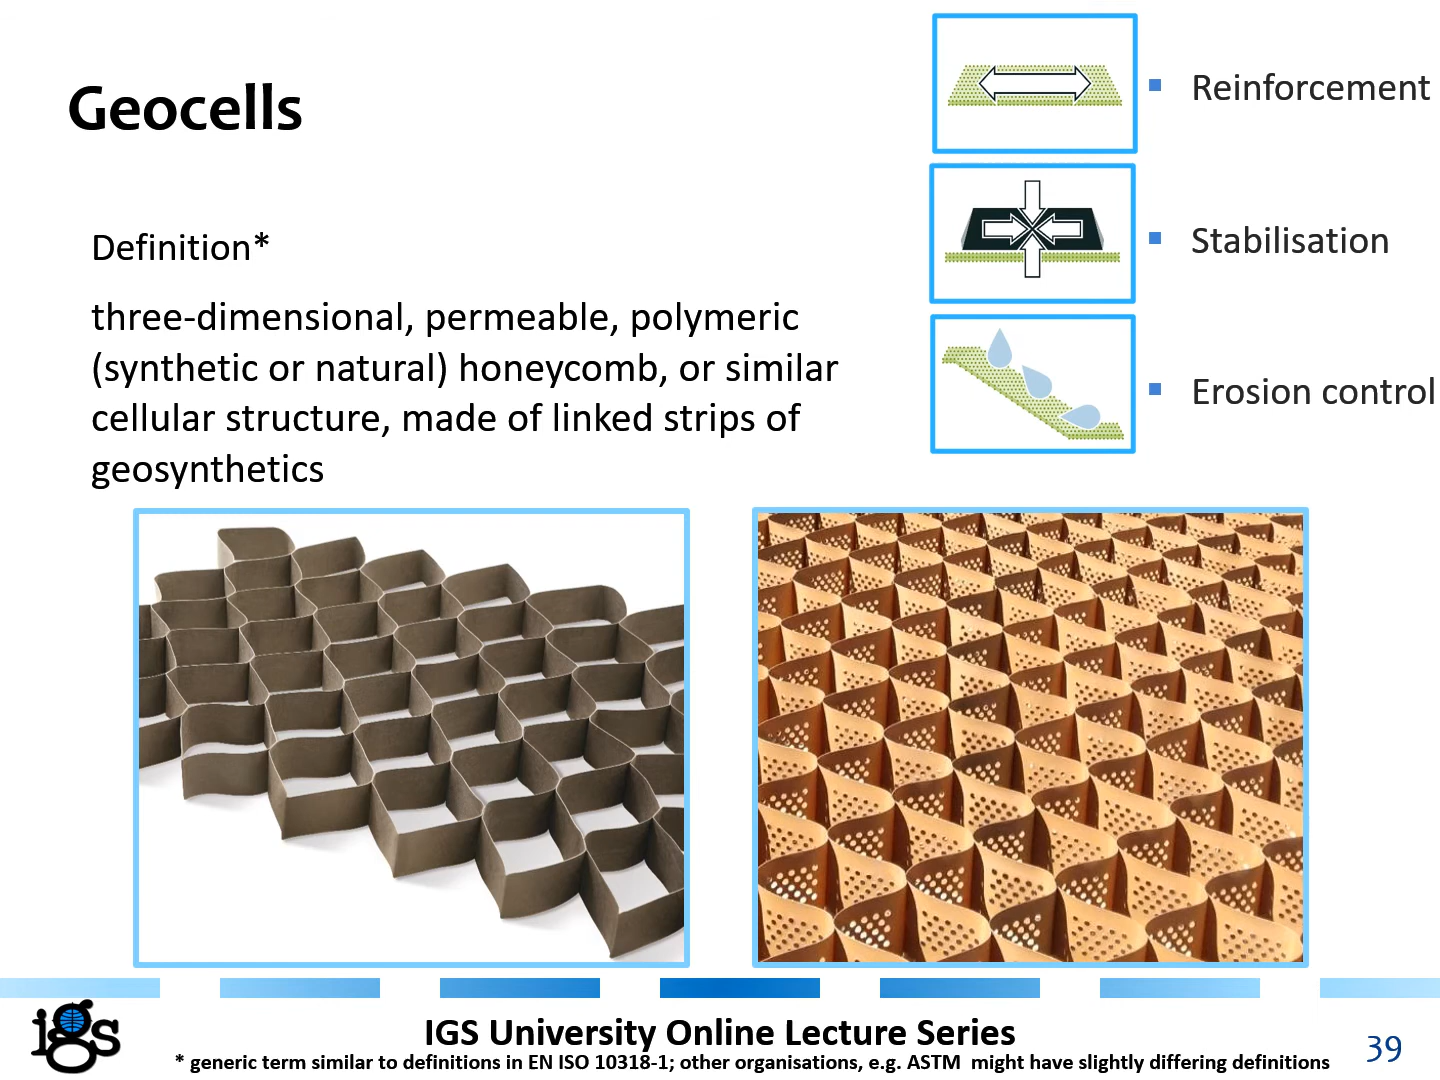 Geocells
▪ Reinforcement
▪ Stabilisation
▪ Erosion control
Definition*
three-dimensional, permeable, polymeric
(synthetic or natural) honeycomb, or similar
cellular structure, made of linked strips of
geosynthetics
igs
IGS University Online Lecture Series
* generic term similar to definitions in EN ISO 10318-1; other organisations, e.g. ASTM  might have slightly differing definitions
39